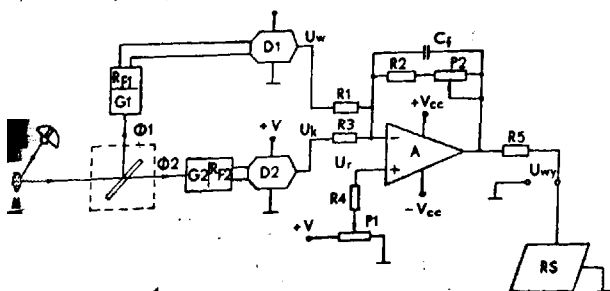 Uw
D1
Cf
R2
P2
RF1
G1
R1
+Vcc
Φ1
+V
Uk
R3
-
A
R5
Φ2
G2
RF2
D2
Ur
+
Uwy
R4
-Vcc
+V
P1
RS